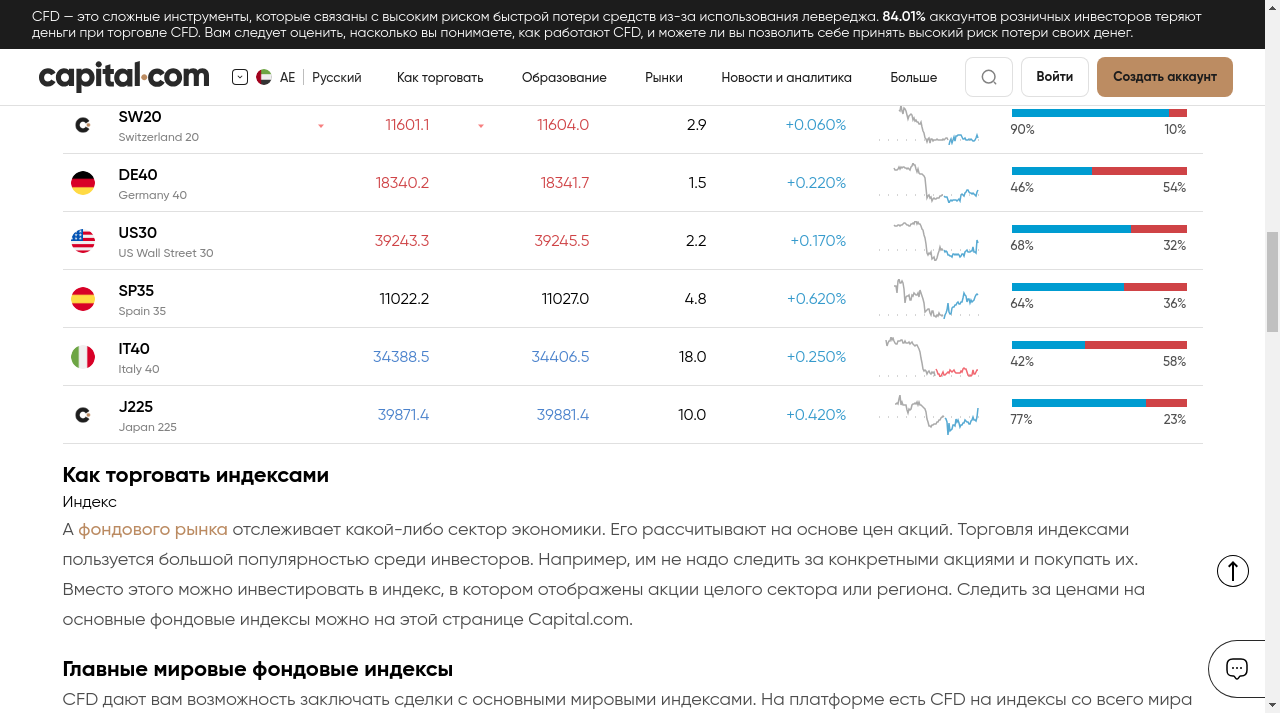 CFD — это сложные инструменты, которые связаны с высоким риском быстрой потери средств из-за использования левереджа. 84.01% аккаунтов розничных инвесторов теряют
деньги при торговле CFD. Вам следует оценить, насколько вы понимаете, как работают CFD, и можете ли вы позволить себе принять высокий риск потери своих денег.
capital.com AE Русский Как торговать Образование Рынки Новости и аналитика Больше Войти Создать аккаунт
SW20 11601.1 11604.0 2.9 +0.060%
Switzerland 20 90% 10%
DE40 18340.2 18341.7 1.5 +0.220%
Germany 40 46% 54%
US30 39243.3 39245.5 2.2 +0.170%
US Wall Street 30 68% 32%
SP35 11022.2 11027.0 4.8 +0.620%
Spain 35 64% 36%
IT40 34388.5 34406.5 18.0 +0.250%
Italy 40 42% 58%
J225 39871.4 39881.4 10.0 +0.420%
Japan 225 77% 23%
Как торговать индексами
Индекс
А фондового рынка отслеживает какой-либо сектор экономики. Его рассчитывают на основе цен акций. Торговля индексами
пользуется большой популярностью среди инвесторов. Например, им не надо следить за конкретными акциями и покупать их.
Вместо этого можно инвестировать в индекс, в котором отображены акции целого сектора или региона. Следить за ценами на
основные фондовые индексы можно на этой странице Capital.com.
Главные мировые фондовые индексы
CFD дают вам возможность заключать сделки с основными мировыми индексами. На платформе есть CFD на индексы со всего мира